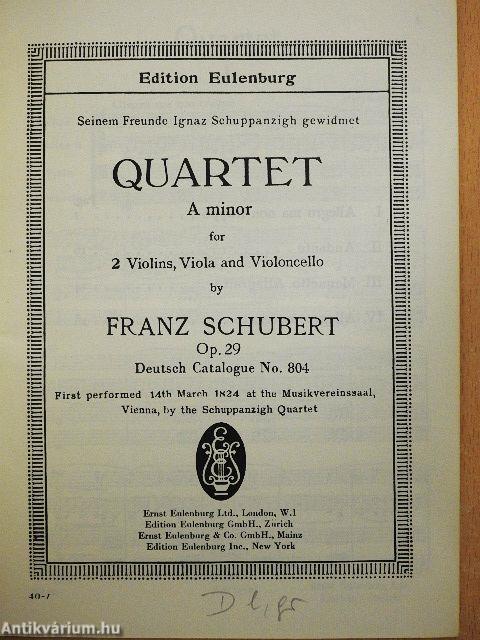 Edition Eulenburg
Seinem Freunde Ignaz Schuppanzigh gewidmet
QUARTET
A minor
for
2 Violins, Viola and Violoncello
by
FRANZ SCHUBERT
Op. 29
Deutsch Catalogue No. 804
First performed 14th March 1824 at the Musikvereinssaal,
Vienna, by the Schuppanzigh Quartet
Ernst Eulenburg Ltd., London, W.1
Edition Eulenburg GmbH., Zurich
Ernst Eulenburg & Co. GmbH., Mainz
Edition Eulenburg Inc., New York
Antikvárium.hu